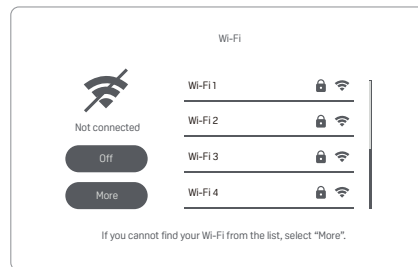 Wi-Fi
Not connected
Off
More
Wi-Fi 1
Wi-Fi 2
Wi-Fi 3
Wi-Fi 4
If you cannot find your Wi-Fi from the list, select “More”.